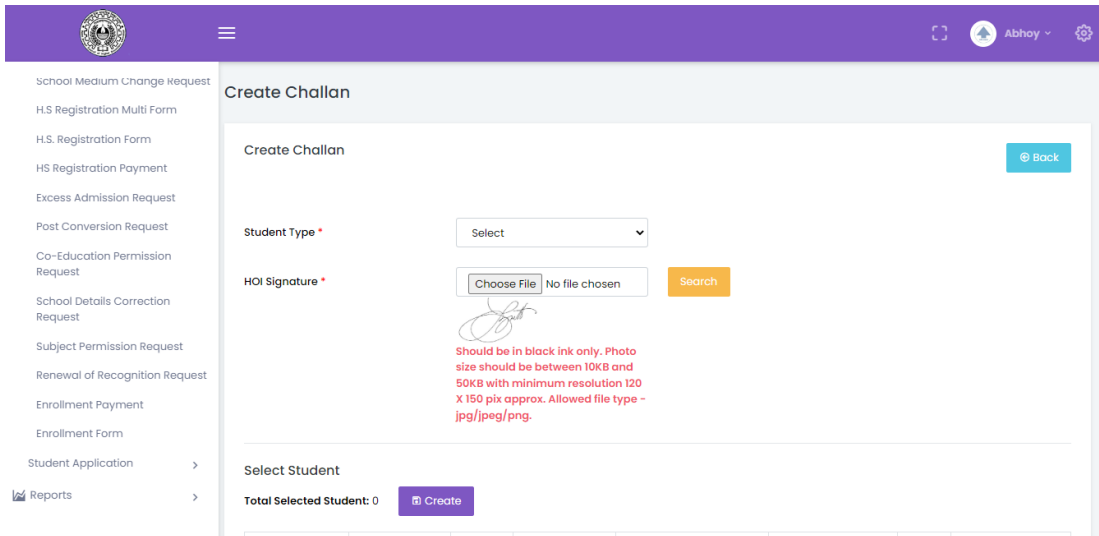 Abhoy
School Medium Change Request
H.S Registration Multi Form
H.S. Registration Form
HS Registration Payment
Excess Admission Request
Post Conversion Request
Co-Education Permission
Request
School Details Correction
Request
Subject Permission Request
Renewal of Recognition Request
Enrollment Payment
Enrollment Form
Student Application
Reports
Create Challan
Create Challan
Back
Student Type *
Select
HOI Signature *
Choose File No file chosen
Search
Should be in black ink only. Photo
size should be between 10KB and
50KB with minimum resolution 120
X 150 pix approx. Allowed file type -
jpg/jpeg/png.
Select Student
Total Selected Student: 0
Create